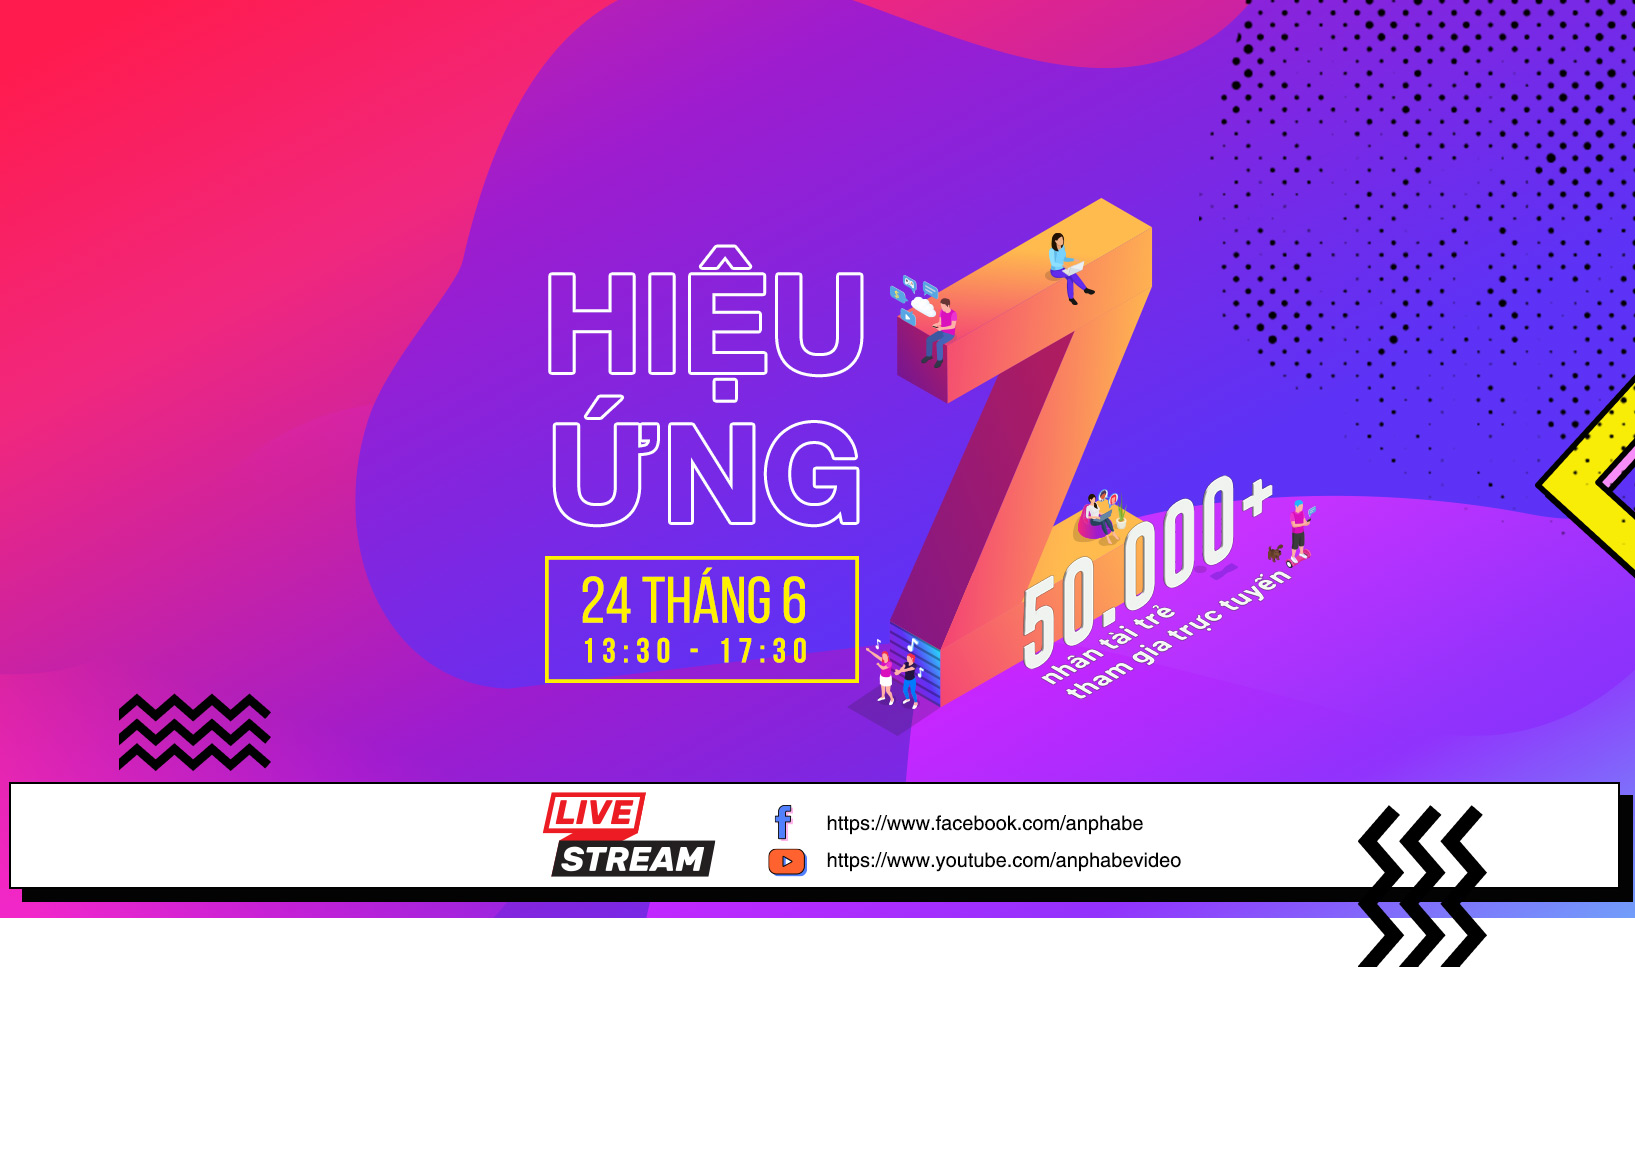 HIỆU
ỨNG
Z
24 THÁNG 6
13:30 - 17:30
50.000+
nhân tài trẻ
tham gia trực tuyến
LIVE
STREAM
https://www.facebook.com/anphabe
https://www.youtube.com/anphabevideo